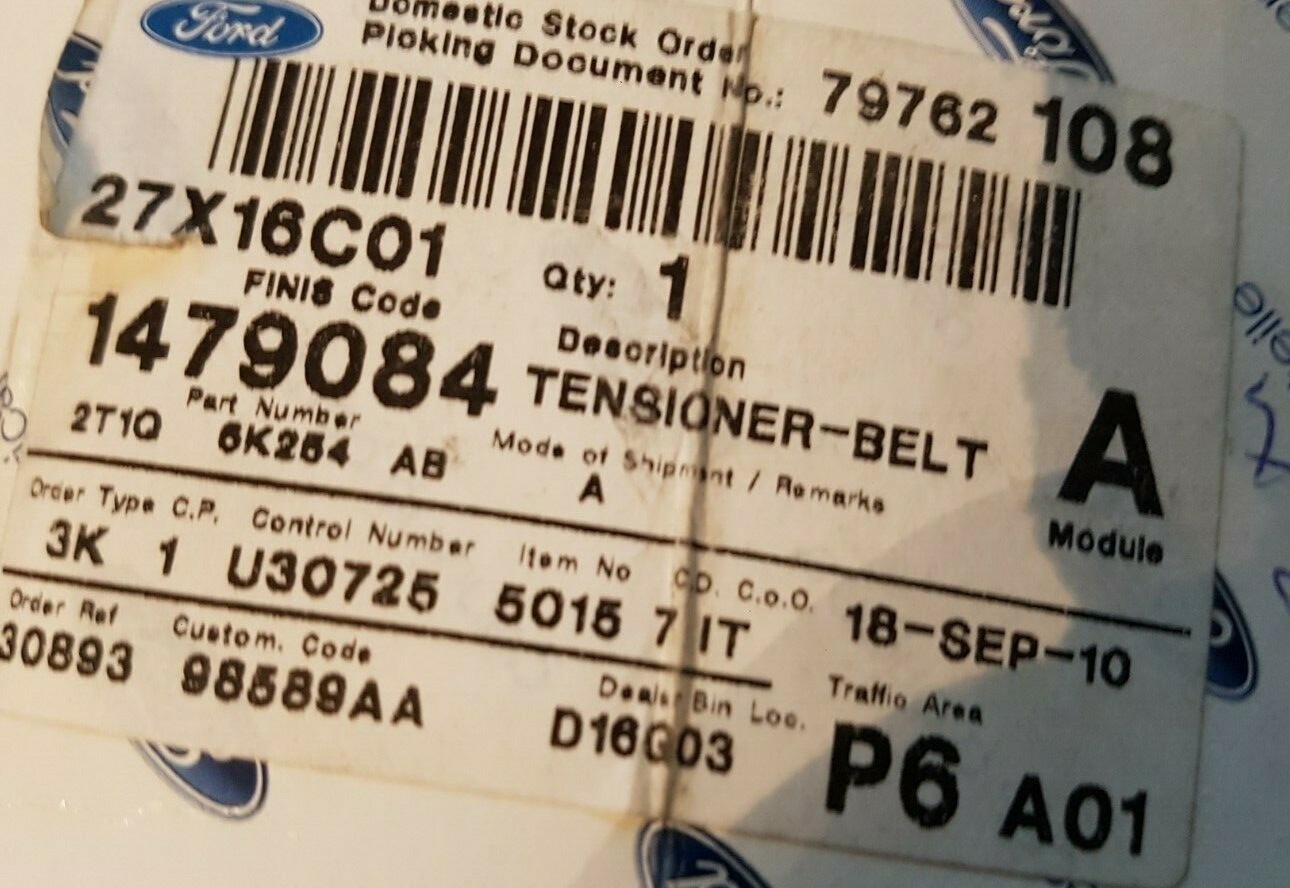 Ford
Domestic Stock Order
Picking Document No.: 79762 108
27X16C01
FINIS Code Qty: 1
1479084 Description
TENSIONER-BELT A
Part Number Mode of Shipment / Remarks
2T1Q 6K254 AB A Module
Order Type C.P. Control Number Item No CD. C.o.O.
3K 1 U30725 5015 7 IT 18-SEP-10
Order Ref Custom. Code Dealer Bin Loc. Traffic Area
30893 98589AA D16G03 P6 A01